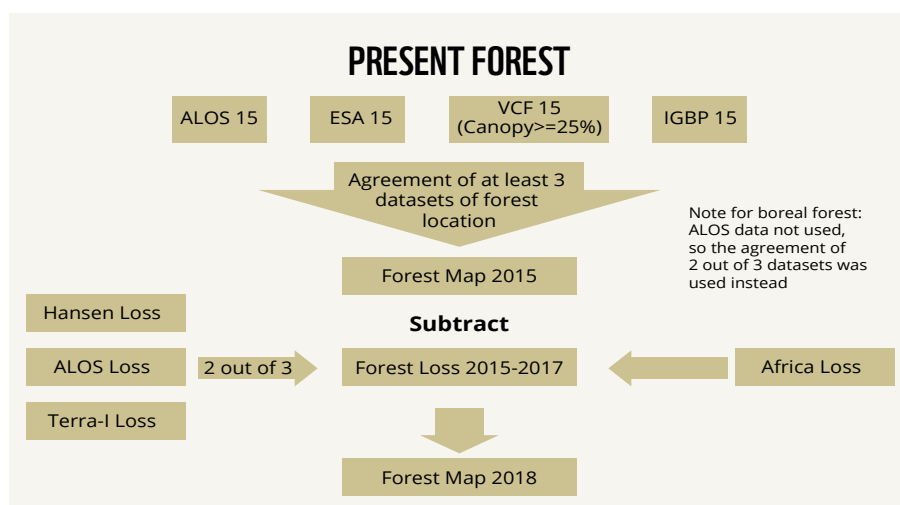 PRESENT FOREST
ALOS 15
ESA 15
VCF 15
(Canopy>=25%)
IGBP 15
Agreement of at least 3
datasets of forest
location
Note for boreal forest:
ALOS data not used,
so the agreement of
2 out of 3 datasets was
used instead
Forest Map 2015
Hansen Loss
Subtract
ALOS Loss
2 out of 3
Forest Loss 2015-2017
Africa Loss
Terra-I Loss
Forest Map 2018